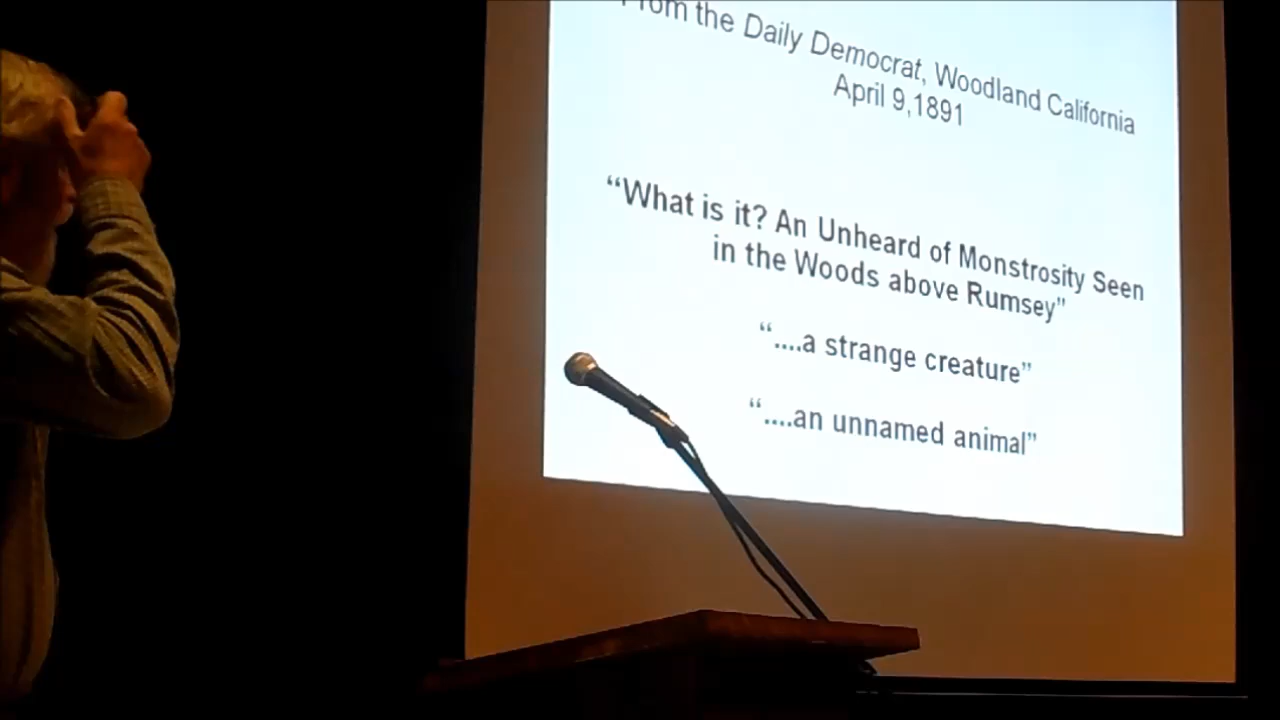 From the Daily Democrat, Woodland California
April 9,1891
“What is it? An Unheard of Monstrosity Seen
in the Woods above Rumsey”
“....a strange creature”
“....an unnamed animal”